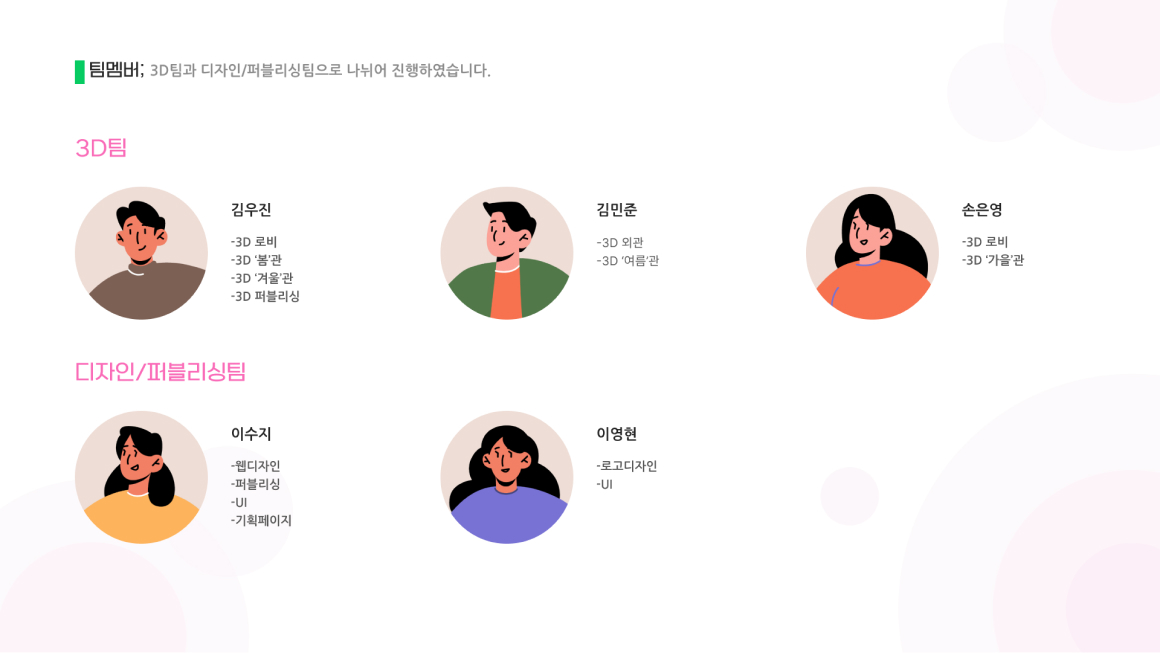 팀멤버; 3D팀과 디자인/퍼블리싱팀으로 나뉘어 진행하였습니다.
3D팀
김우진
-3D 로비
-3D ‘봄’관
-3D ‘겨울’관
-3D 퍼블리싱
김민준
-3D 외관
-3D ‘여름’관
손은영
-3D 로비
-3D ‘가을’관
디자인/퍼블리싱팀
이수지
-웹디자인
-퍼블리싱
-UI
-기획페이지
이영현
-로고디자인
-UI